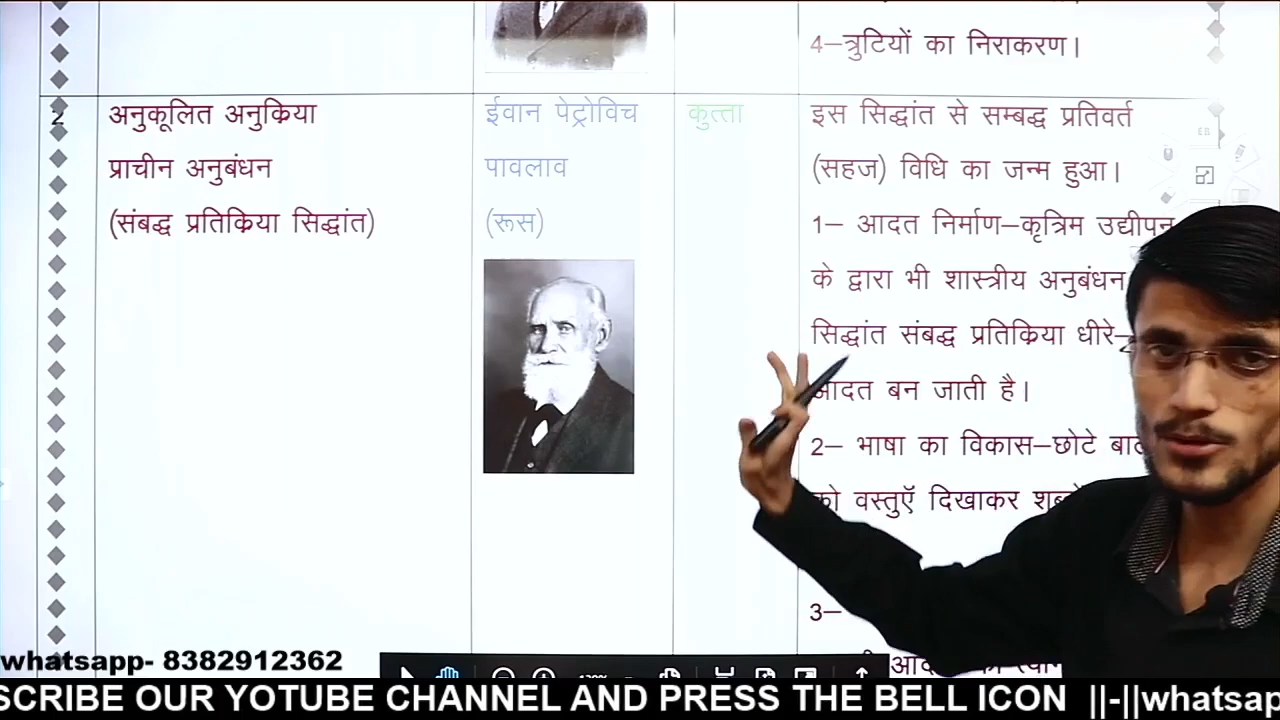 4–त्रुटियों का निराकरण।
2
अनुकूलित अनुक्रिया
प्राचीन अनुबंधन
(संबद्ध प्रतिक्रिया सिद्धांत)
ईवान पेट्रोविच
पावलाव
(रूस)
कुत्ता
इस सिद्धांत से सम्बद्ध प्रतिवर्त
(सहज) विधि का जन्म हुआ।
1– आदत निर्माण–कृत्रिम उद्यीपन
के द्वारा भी शास्त्रीय अनुबंधन
सिद्धांत संबद्ध प्रतिक्रिया धीरे–
आदत बन जाती है।
2– भाषा का विकास–छोटे
को वस्तुऍ दिखाकर
3–
EB
whatsapp- 8382912362
SCRIBE OUR YOTUBE CHANNEL AND PRESS THE BELL ICON ||-||whatsap